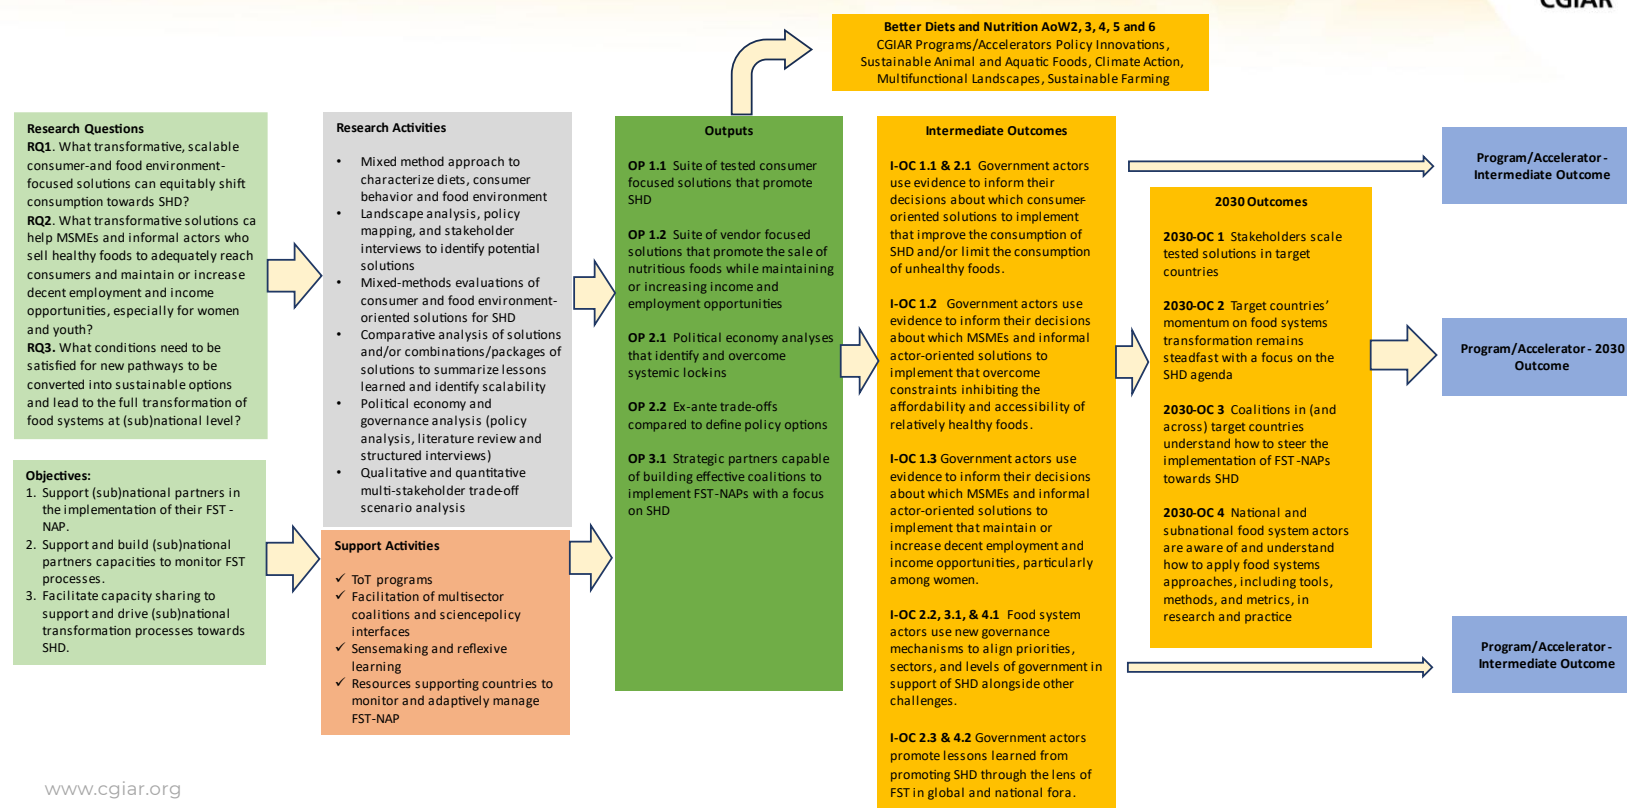 CGIAR
Better Diets and Nutrition AoW2, 3, 4, 5 and 6
CGIAR Programs/Accelerators Policy Innovations,
Sustainable Animal and Aquatic Foods, Climate Action,
Multifunctional Landscapes, Sustainable Farming
Research Questions
RQ1. What transformative, scalable
consumer-and food environment-
focused solutions can equitably shift
consumption towards SHD?
RQ2. What transformative solutions ca
help MSMEs and informal actors who
sell healthy foods to adequately reach
consumers and maintain or increase
decent employment and income
opportunities, especially for women
and youth?
RQ3. What conditions need to be
satisfied for new pathways to be
converted into sustainable options
and lead to the full transformation of
food systems at (sub)national level?
Objectives:
1. Support (sub)national partners in
the implementation of their FST -
NAP.
2. Support and build (sub)national
partners capacities to monitor FST
processes.
3. Facilitate capacity sharing to
support and drive (sub)national
transformation processes towards
SHD.
Research Activities
• Mixed method approach to
characterize diets, consumer
behavior and food environment
• Landscape analysis, policy
mapping, and stakeholder
interviews to identify potential
solutions
• Mixed-methods evaluations of
consumer and food environment-
oriented solutions for SHD
• Comparative analysis of solutions
and/or combinations/packages of
solutions to summarize lessons
learned and identify scalability
• Political economy and
governance analysis (policy
analysis, literature review and
structured interviews)
• Qualitative and quantitative
multi-stakeholder trade-off
scenario analysis
Support Activities
✓ ToT programs
✓ Facilitation of multisector
coalitions and sciencepolicy
interfaces
✓ Sensemaking and reflexive
learning
✓ Resources supporting countries to
monitor and adaptively manage
FST-NAP
Outputs
OP 1.1 Suite of tested consumer
focused solutions that promote
SHD
OP 1.2 Suite of vendor focused
solutions that promote the sale of
nutritious foods while maintaining
or increasing income and
employment opportunities
OP 2.1 Political economy analyses
that identify and overcome
systemic lockins
OP 2.2 Ex-ante trade-offs
compared to define policy options
OP 3.1 Strategic partners capable
of building effective coalitions to
implement FST-NAPs with a focus
on SHD
Intermediate Outcomes
I-OC 1.1 & 2.1 Government actors
use evidence to inform their
decisions about which consumer-
oriented solutions to implement
that improve the consumption of
SHD and/or limit the consumption
of unhealthy foods.
I-OC 1.2 Government actors use
evidence to inform their decisions
about which MSMEs and informal
actor-oriented solutions to
implement that overcome
constraints inhibiting the
affordability and accessibility of
relatively healthy foods.
I-OC 1.3 Government actors use
evidence to inform their decisions
about which MSMEs and informal
actor-oriented solutions to
implement that maintain or
increase decent employment and
income opportunities, particularly
among women.
I-OC 2.2, 3.1, & 4.1 Food system
actors use new governance
mechanisms to align priorities,
sectors, and levels of government in
support of SHD alongside other
challenges.
I-OC 2.3 & 4.2 Government actors
promote lessons learned from
promoting SHD through the lens of
FST in global and national fora.
2030 Outcomes
2030-OC 1 Stakeholders scale
tested solutions in target
countries
2030-OC 2 Target countries’
momentum on food systems
transformation remains
steadfast with a focus on the
SHD agenda
2030-OC 3 Coalitions in (and
across) target countries
understand how to steer the
implementation of FST-NAPs
towards SHD
2030-OC 4 National and
subnational food system actors
are aware of and understand
how to apply food systems
approaches, including tools,
methods, and metrics, in
research and practice
Program/Accelerator-
Intermediate Outcome
Program/Accelerator - 2030
Outcome
Program/Accelerator-
Intermediate Outcome
www.cgiar.org